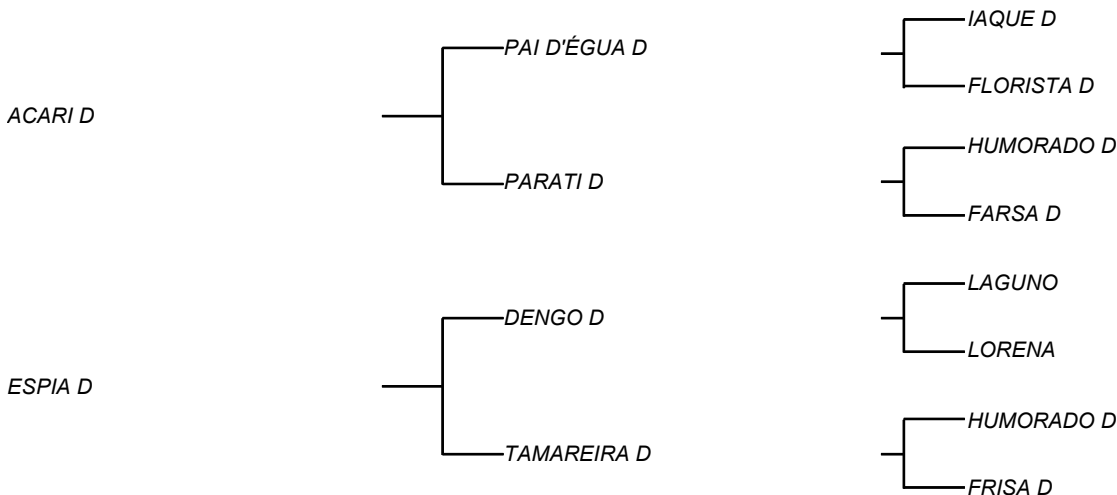 IAQUE D
PAI D'ÉGUA D
FLORISTA D
ACARI D
HUMORADO D
PARATI D
FARSA D
LAGUNO
DENGO D
LORENA
ESPIA D
HUMORADO D
TAMAREIRA D
FRISA D